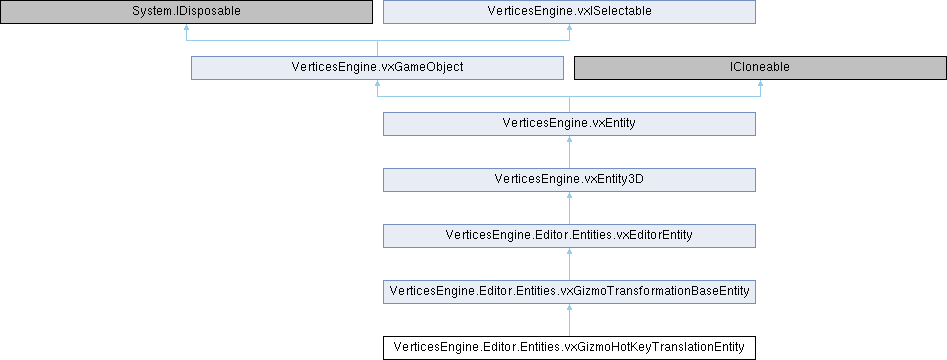 System.IDisposable
VerticesEngine.vxISelectable
VerticesEngine.vxGameObject
ICloneable
VerticesEngine.vxEntity
VerticesEngine.vxEntity3D
VerticesEngine.Editor.Entities.vxEditorEntity
VerticesEngine.Editor.Entities.vxGizmoTransformationBaseEntity
VerticesEngine.Editor.Entities.vxGizmoHotKeyTranslationEntity